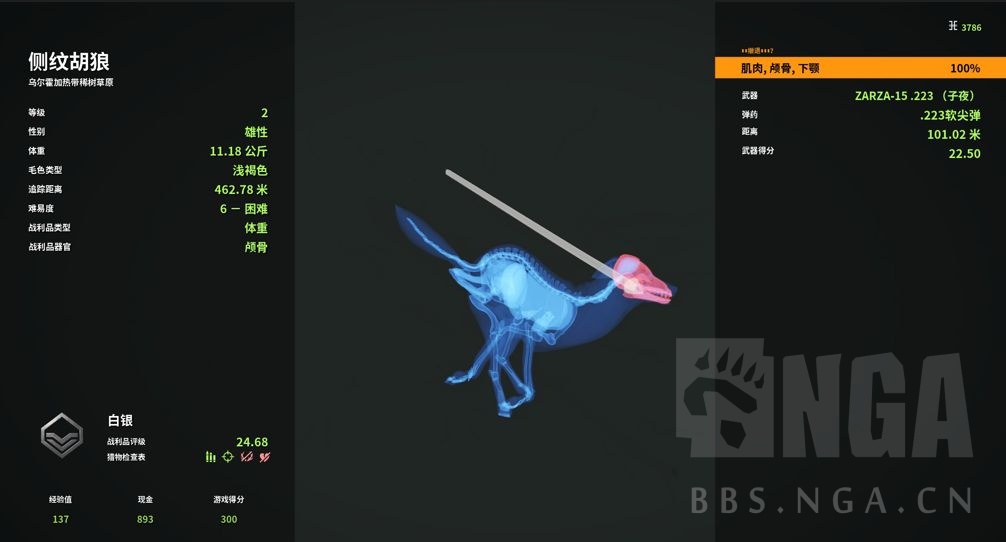 侧纹胡狼
乌尔霍加热带稀树草原
等级 2
性别 雄性
体重 11.18 公斤
毛色类型 浅褐色
追踪距离 462.78 米
难易度 6 － 困难
战利品类型 体重
战利品器官 颅骨
白银
战利品评级 24.68
猎物检查表
经验值 现金 游戏得分
137 893 300
3786
肌肉, 颅骨, 下颚 100%
武器 ZARZA-15 .223 （子夜）
弹药 .223软尖弹
距离 101.02 米
武器得分 22.50
NGA
BBS.NGA.CN